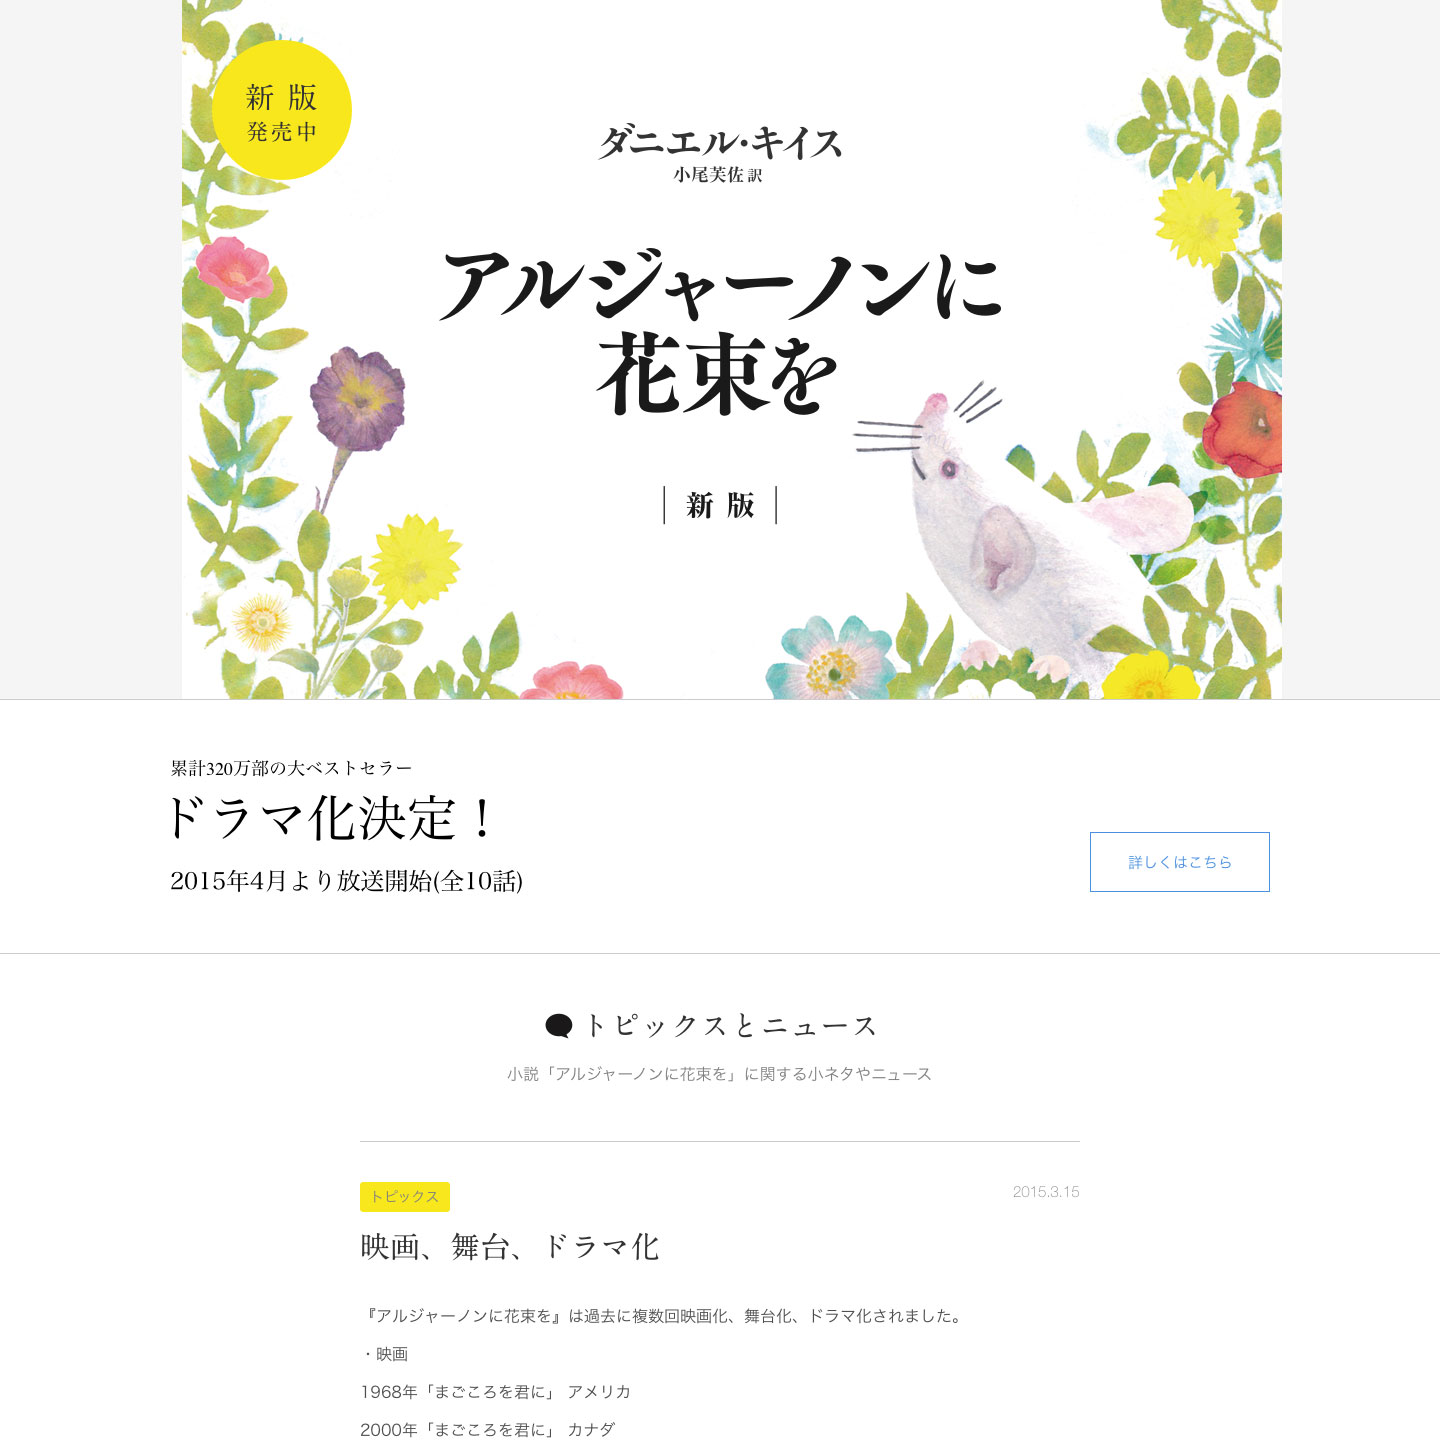 新 版
発売中
ダニエル・キイス
小尾芙佐 訳
アルジャーノンに
花束を
新 版
累計320万部の大ベストセラー
ドラマ化決定！
2015年4月より放送開始(全10話)
詳しくはこちら
トピックスとニュース
小説「アルジャーノンに花束を」に関する小ネタやニュース
トピックス
2015.3.15
映画、舞台、ドラマ化
『アルジャーノンに花束を』は過去に複数回映画化、舞台化、ドラマ化されました。
・映画
1968年「まごころを君に」 アメリカ
2000年「まごころを君に」 カナダ